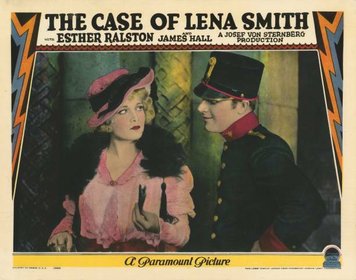 THE CASE OF LENA SMITH
WITH ESTHER RALSTON AND JAMES HALL A JOSEF VON STERNBERG PRODUCTION
A Paramount Picture